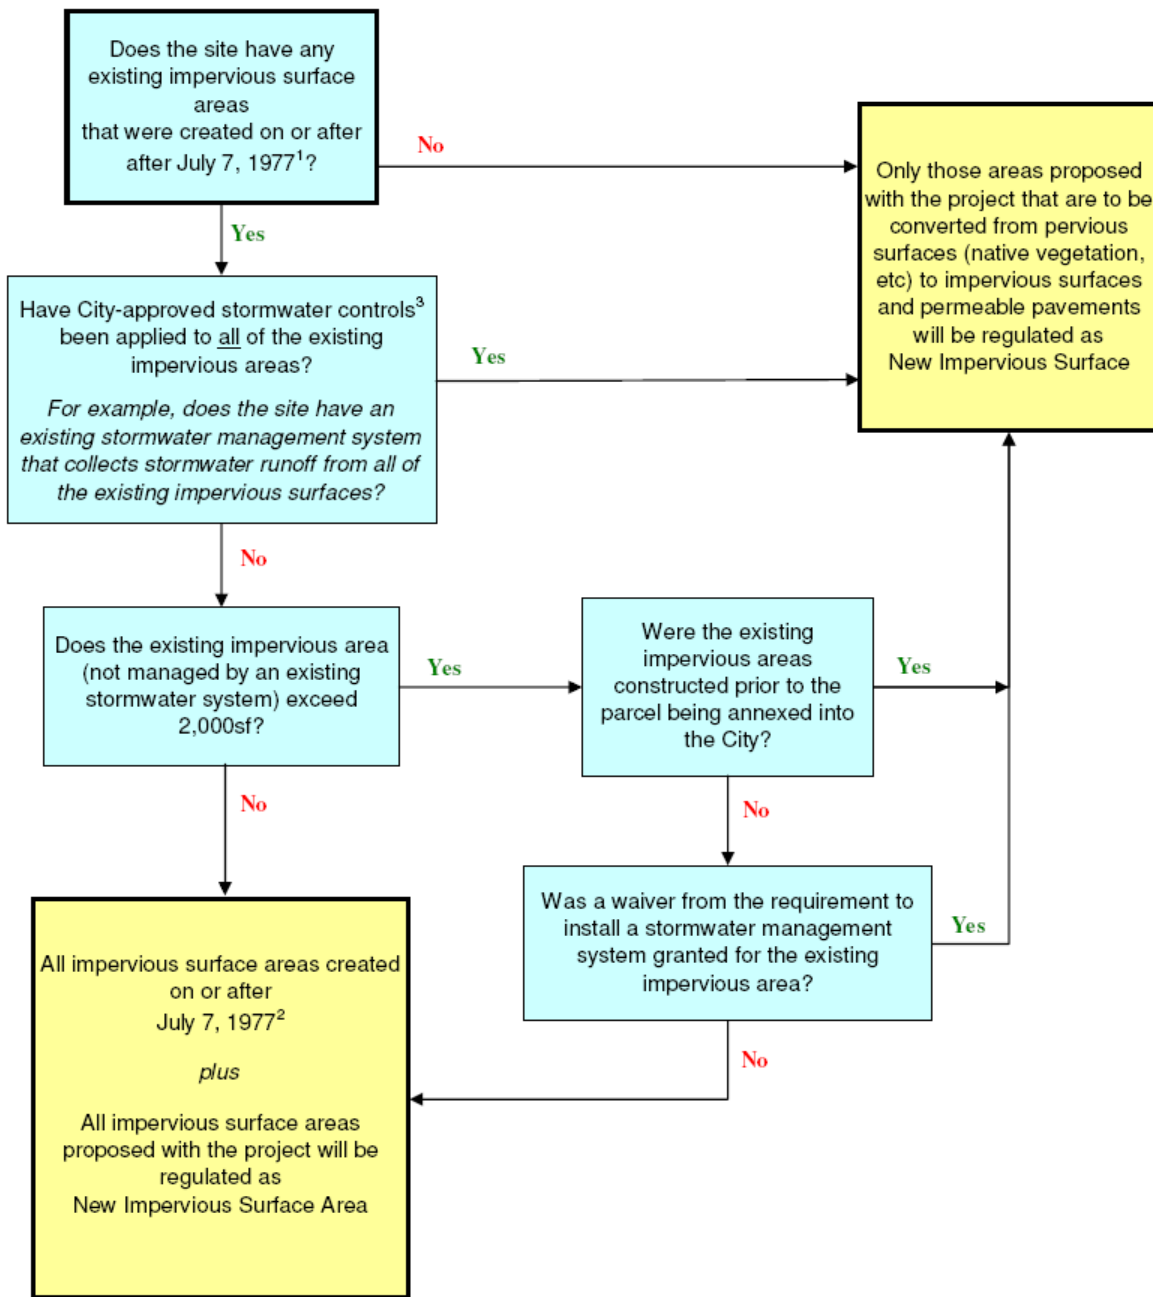 Does the site have any
existing impervious surface
areas
that were created on or after
after July 7, 1977¹?
No
Only those areas proposed
with the project that are to be
converted from pervious
surfaces (native vegetation,
etc) to impervious surfaces
and permeable pavements
will be regulated as
New Impervious Surface
Yes
Have City-approved stormwater controls³
been applied to all of the existing
impervious areas?
For example, does the site have an
existing stormwater management system
that collects stormwater runoff from all of
the existing impervious surfaces?
Yes
No
Does the existing impervious area
(not managed by an existing
stormwater system) exceed
2,000sf?
Yes
Were the existing
impervious areas
constructed prior to the
parcel being annexed into
the City?
Yes
No
No
Was a waiver from the requirement to
install a stormwater management
system granted for the existing
impervious area?
Yes
No
All impervious surface areas created
on or after
July 7, 1977²
plus
All impervious surface areas
proposed with the project will be
regulated as
New Impervious Surface Area